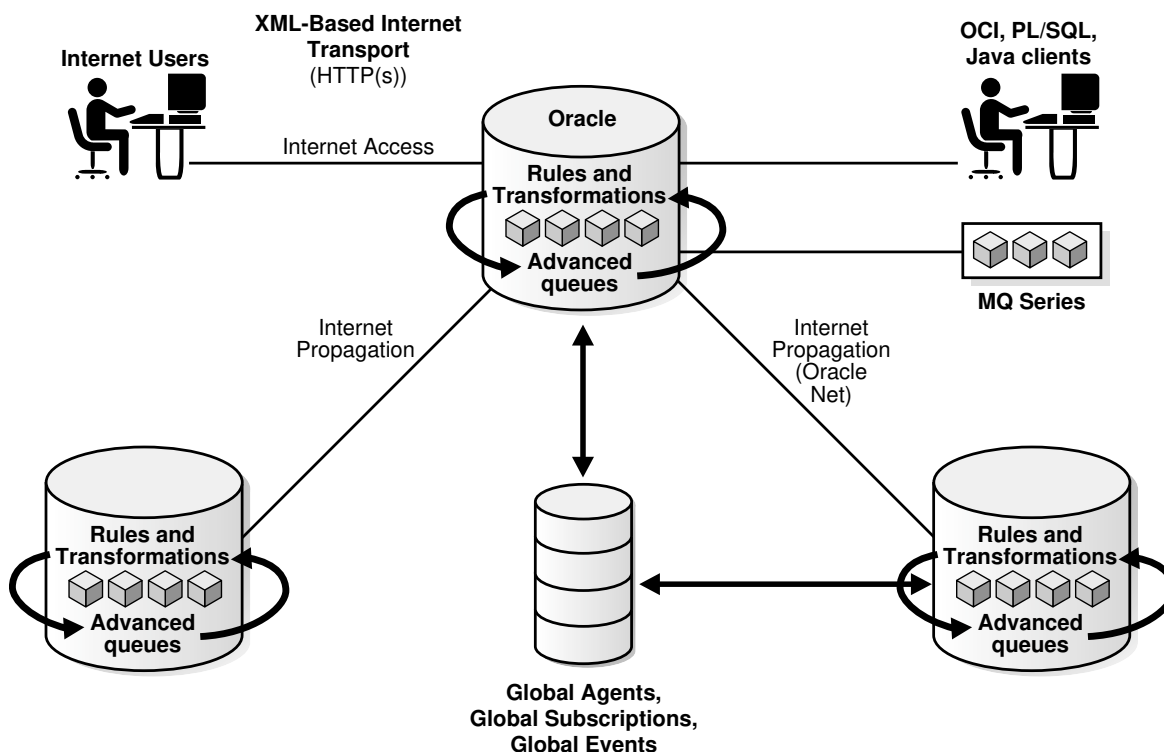 XML-Based Internet
Transport
(HTTP(s))
Internet Users
OCI, PL/SQL,
Java clients
Oracle
Internet Access
Rules and
Transformations
Advanced
queues
MQ Series
Internet
Propagation
Internet
Propagation
(Oracle
Net)
Rules and
Transformations
Advanced
queues
Rules and
Transformations
Advanced
queues
Global Agents,
Global Subscriptions,
Global Events